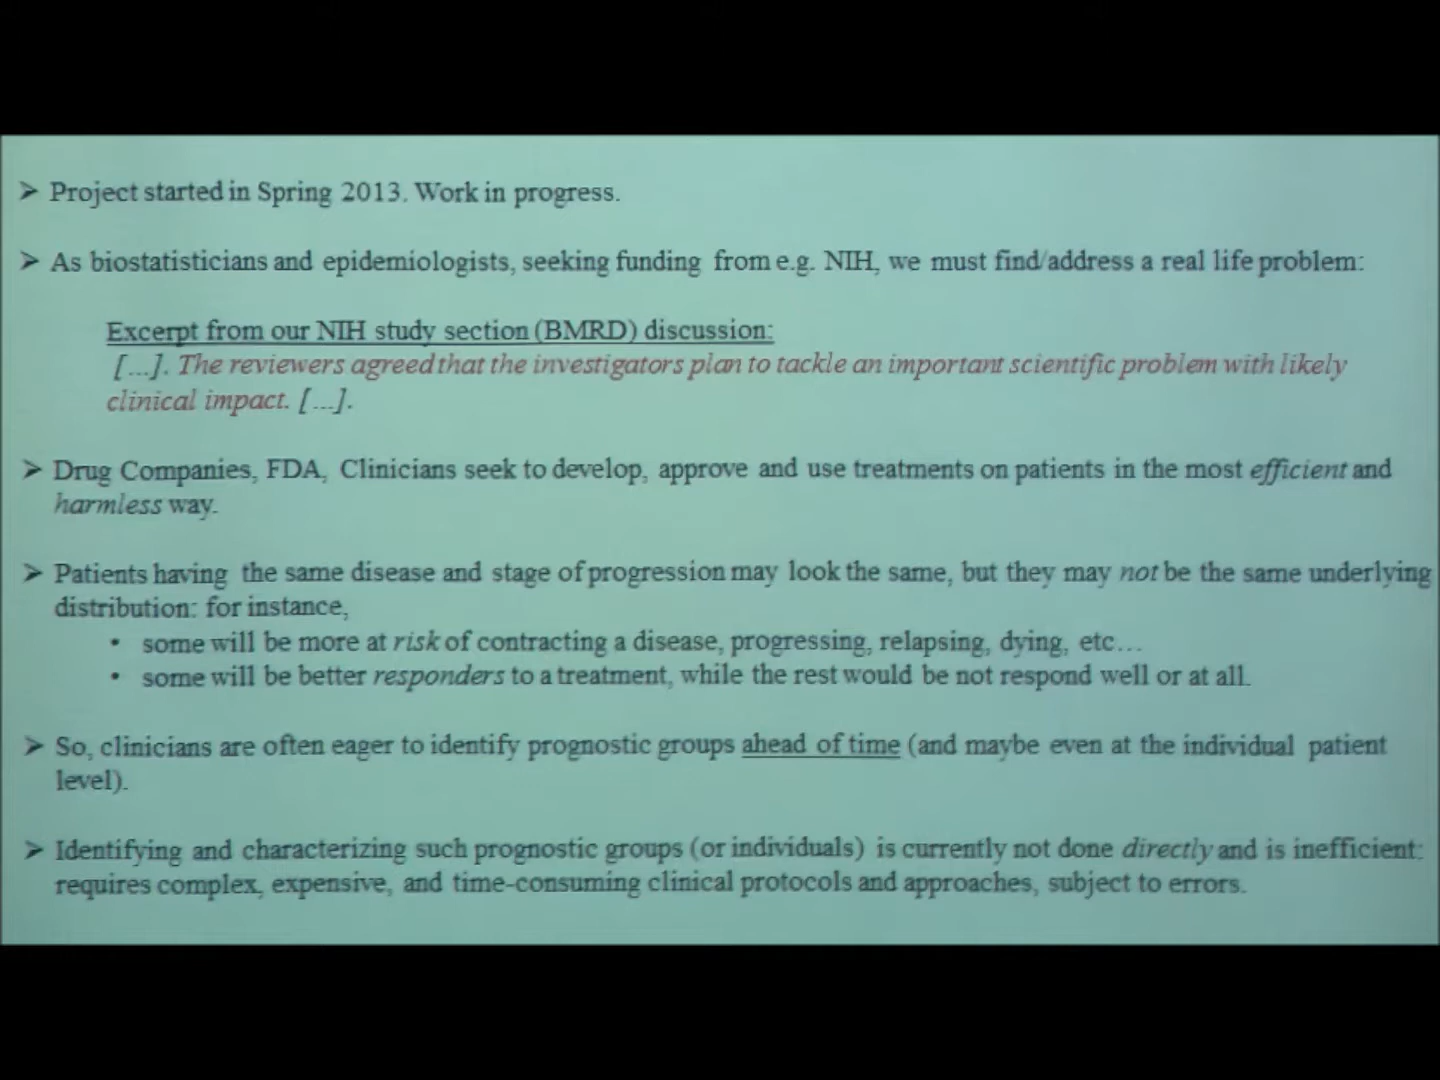 ➢ Project started in Spring 2013. Work in progress.
➢ As biostatisticians and epidemiologists, seeking funding from e.g. NIH, we must find/address a real life problem:
Excerpt from our NIH study section (BMRD) discussion:
[...]. The reviewers agreed that the investigators plan to tackle an important scientific problem with likely
clinical impact. [...].
➢ Drug Companies, FDA, Clinicians seek to develop, approve and use treatments on patients in the most efficient and
harmless way.
➢ Patients having the same disease and stage of progression may look the same, but they may not be the same underlying
distribution: for instance,
• some will be more at risk of contracting a disease, progressing, relapsing, dying, etc...
• some will be better responders to a treatment, while the rest would be not respond well or at all.
➢ So, clinicians are often eager to identify prognostic groups ahead of time (and maybe even at the individual patient
level).
➢ Identifying and characterizing such prognostic groups (or individuals) is currently not done directly and is inefficient:
requires complex, expensive, and time-consuming clinical protocols and approaches, subject to errors.